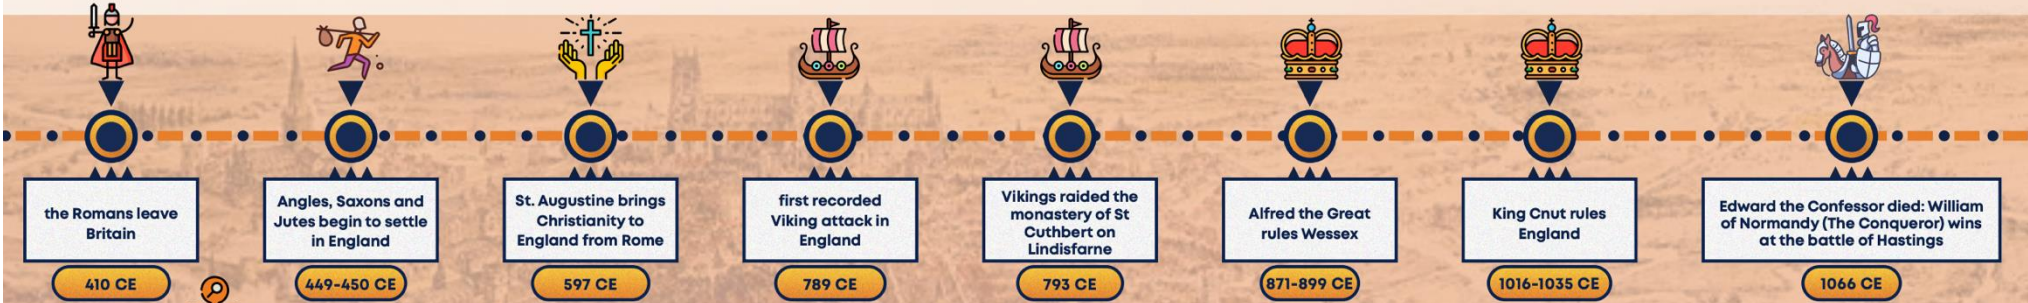 the Romans leave
Britain
410 CE
Angles, Saxons and
Jutes begin to settle
in England
449-450 CE
St. Augustine brings
Christianity to
England from Rome
597 CE
first recorded
Viking attack in
England
789 CE
Vikings raided the
monastery of St
Cuthbert on
Lindisfarne
793 CE
Alfred the Great
rules Wessex
871-899 CE
King Cnut rules
England
1016-1035 CE
Edward the Confessor died: William
of Normandy (The Conqueror) wins
at the battle of Hastings
1066 CE